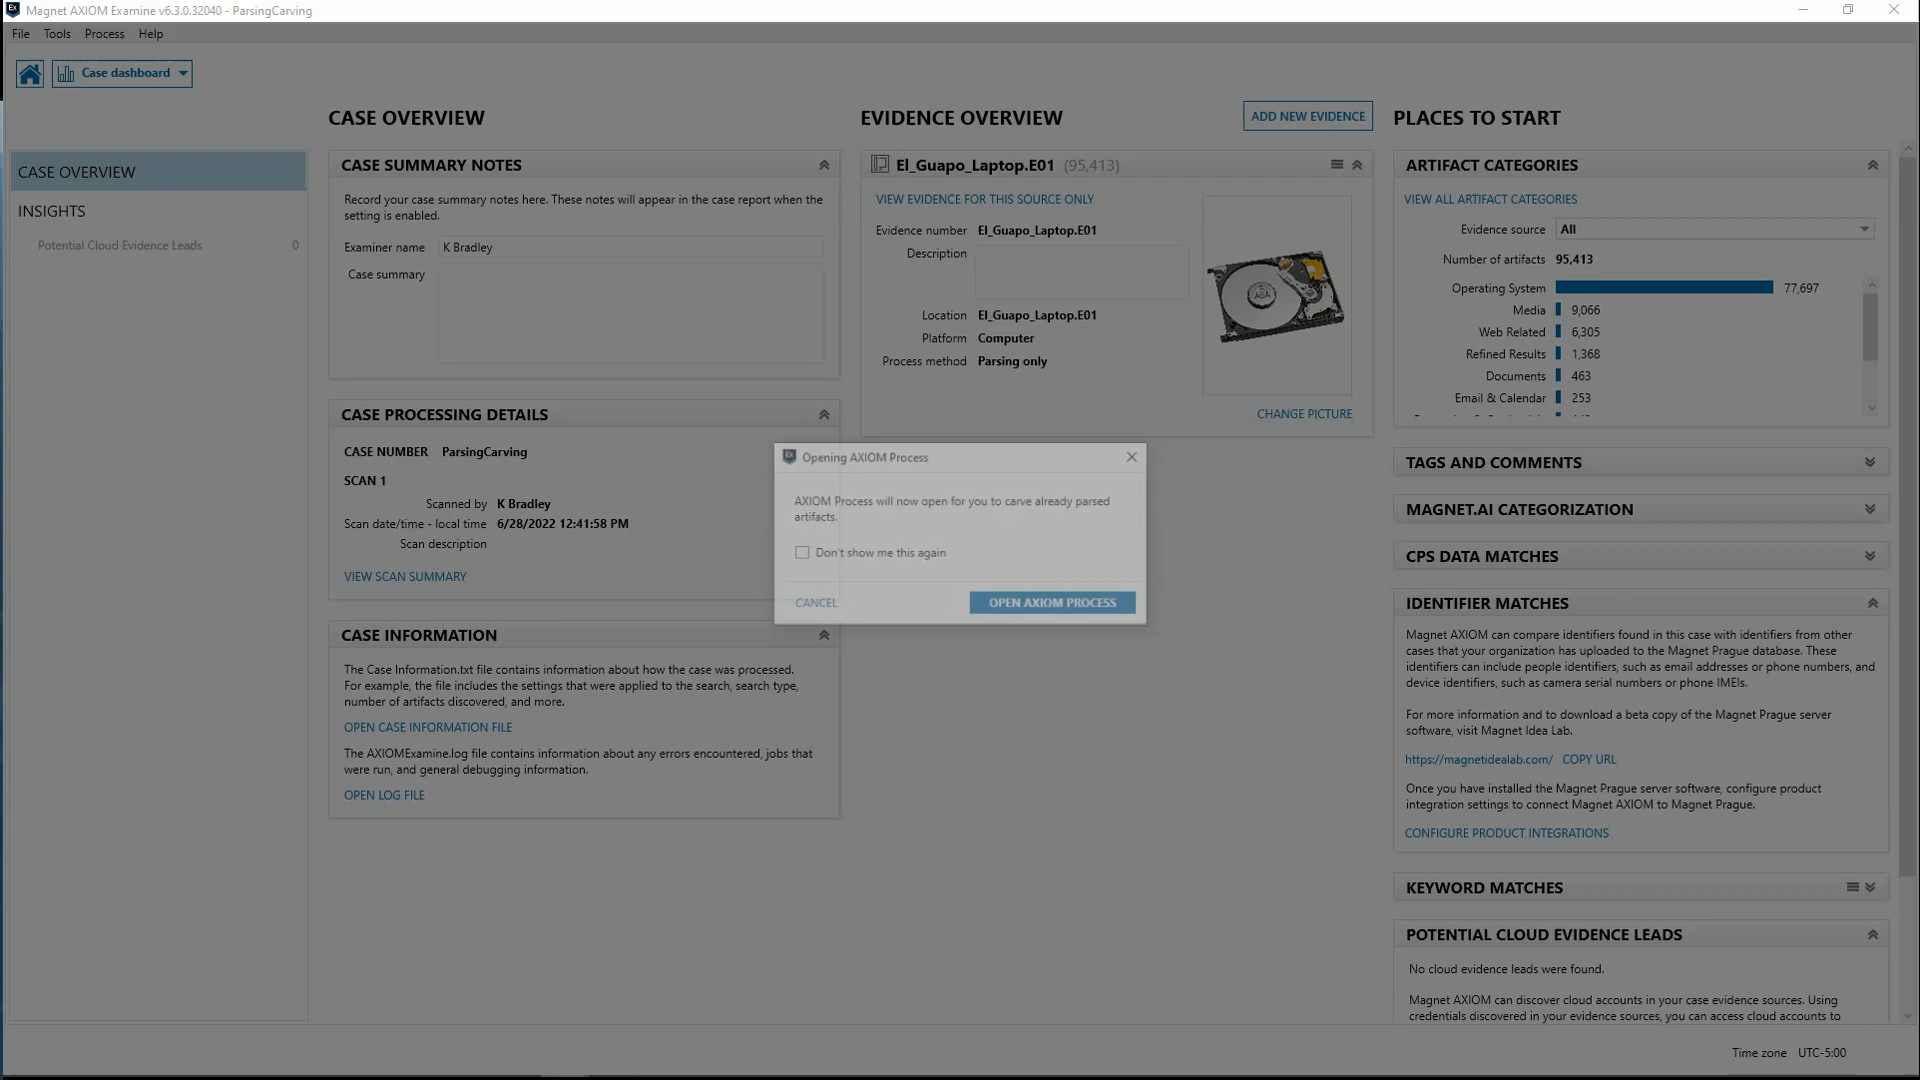 Magnet AXIOM Examine v6.3.0.32040 - ParsingCarving
File Tools Process Help
Case dashboard
CASE OVERVIEW
INSIGHTS
Potential Cloud Evidence Leads 0
CASE OVERVIEW
CASE SUMMARY NOTES
Record your case summary notes here. These notes will appear in the case report when the
setting is enabled.
Examiner name K Bradley
Case summary
CASE PROCESSING DETAILS
CASE NUMBER ParsingCarving
SCAN 1
Scanned by K Bradley
Scan date/time - local time 6/28/2022 12:41:58 PM
Scan description
VIEW SCAN SUMMARY
CASE INFORMATION
The Case Information.txt file contains information about how the case was processed.
For example, the file includes the settings that were applied to the search, search type,
number of artifacts discovered, and more.
OPEN CASE INFORMATION FILE
The AXIOMExamine.log file contains information about any errors encountered, jobs that
were run, and general debugging information.
OPEN LOG FILE
EVIDENCE OVERVIEW
ADD NEW EVIDENCE
El_Guapo_Laptop.E01 (95,413)
VIEW EVIDENCE FOR THIS SOURCE ONLY
Evidence number El_Guapo_Laptop.E01
Description
Location El_Guapo_Laptop.E01
Platform Computer
Process method Parsing only
CHANGE PICTURE
Opening AXIOM Process
AXIOM Process will now open for you to carve already parsed
artifacts.
Don't show me this again
CANCEL
OPEN AXIOM PROCESS
PLACES TO START
ARTIFACT CATEGORIES
VIEW ALL ARTIFACT CATEGORIES
Evidence source All
Number of artifacts 95,413
Operating System 77,697
Media 9,066
Web Related 6,305
Refined Results 1,368
Documents 463
Email & Calendar 253
TAGS AND COMMENTS
MAGNET.AI CATEGORIZATION
CPS DATA MATCHES
IDENTIFIER MATCHES
Magnet AXIOM can compare identifiers found in this case with identifiers from other
cases that your organization has uploaded to the Magnet Prague database. These
identifiers can include people identifiers, such as email addresses or phone numbers, and
device identifiers, such as camera serial numbers or phone IMEIs.
For more information and to download a beta copy of the Magnet Prague server
software, visit Magnet Idea Lab.
https://magnetidealab.com/ COPY URL
Once you have installed the Magnet Prague server software, configure product
integration settings to connect Magnet AXIOM to Magnet Prague.
CONFIGURE PRODUCT INTEGRATIONS
KEYWORD MATCHES
POTENTIAL CLOUD EVIDENCE LEADS
No cloud evidence leads were found.
Magnet AXIOM can discover cloud accounts in your case evidence sources. Using
credentials discovered in your evidence sources, you can access cloud accounts to
Time zone UTC-5:00